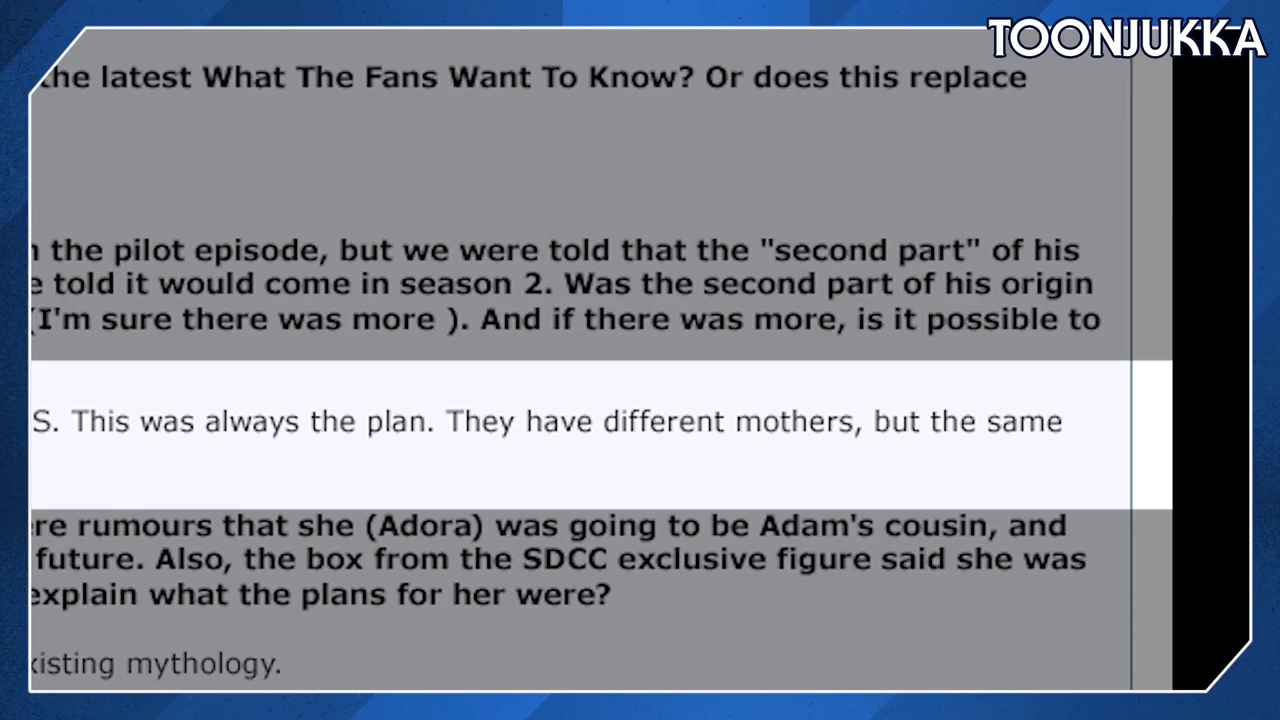 TOONJUKKA
the latest What The Fans Want To Know? Or does this replace
the pilot episode, but we were told that the "second part" of his
told it would come in season 2. Was the second part of his origin
(I'm sure there was more ). And if there was more, is it possible to
S. This was always the plan. They have different mothers, but the same
ere rumours that she (Adora) was going to be Adam's cousin, and
future. Also, the box from the SDCC exclusive figure said she was
explain what the plans for her were?
xisting mythology.